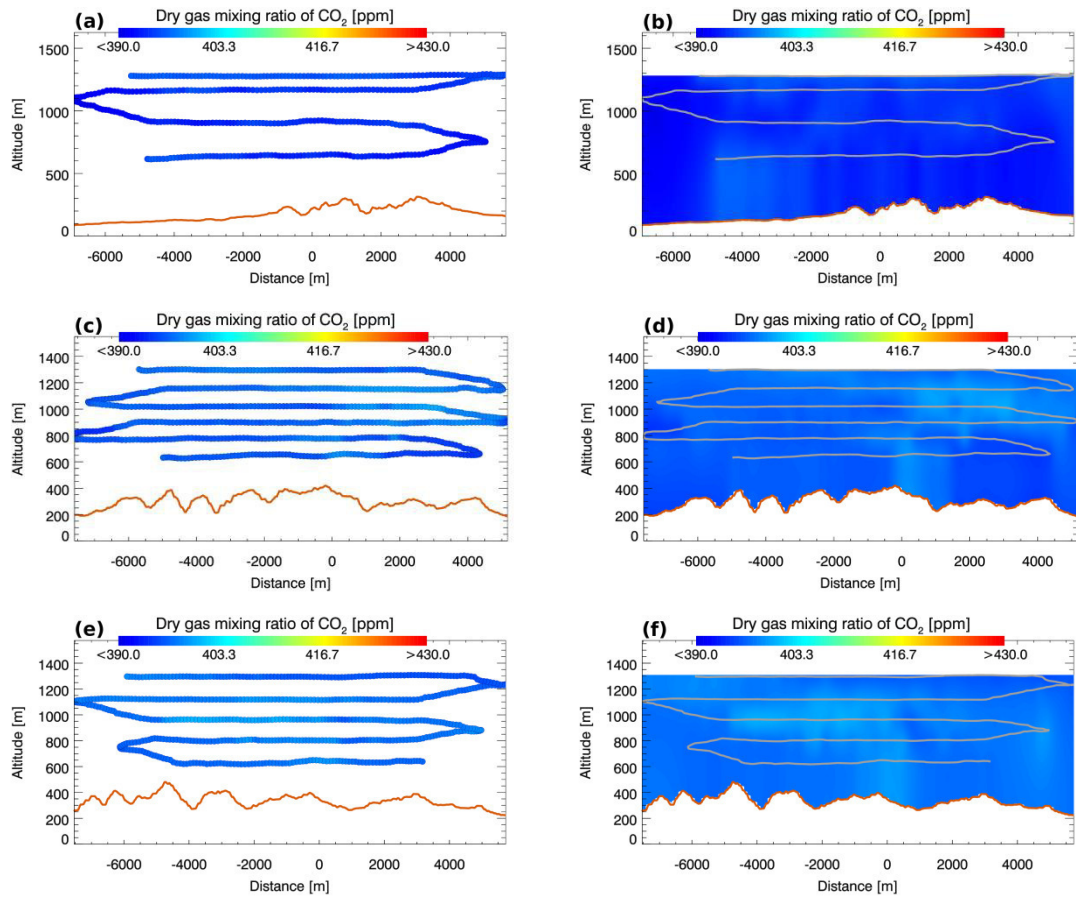 (a) Dry gas mixing ratio of CO₂ [ppm]
<390.0 403.3 416.7 >430.0
1500
1000
500
0
Altitude [m]
-6000 -4000 -2000 0 2000 4000
Distance [m]
(b) Dry gas mixing ratio of CO₂ [ppm]
<390.0 403.3 416.7 >430.0
1500
1000
500
0
Altitude [m]
-6000 -4000 -2000 0 2000 4000
Distance [m]
(c) Dry gas mixing ratio of CO₂ [ppm]
<390.0 403.3 416.7 >430.0
1400
1200
1000
800
600
400
200
0
Altitude [m]
-6000 -4000 -2000 0 2000 4000
Distance [m]
(d) Dry gas mixing ratio of CO₂ [ppm]
<390.0 403.3 416.7 >430.0
1400
1200
1000
800
600
400
200
0
Altitude [m]
-6000 -4000 -2000 0 2000 4000
Distance [m]
(e) Dry gas mixing ratio of CO₂ [ppm]
<390.0 403.3 416.7 >430.0
1400
1200
1000
800
600
400
200
0
Altitude [m]
-6000 -4000 -2000 0 2000 4000
Distance [m]
(f) Dry gas mixing ratio of CO₂ [ppm]
<390.0 403.3 416.7 >430.0
1400
1200
1000
800
600
400
200
0
Altitude [m]
-6000 -4000 -2000 0 2000 4000
Distance [m]